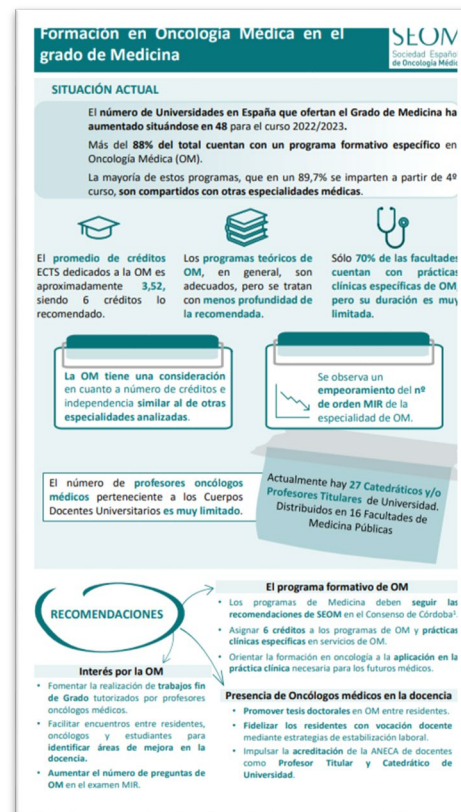 Formación en Oncología Médica en el
grado de Medicina
SEOM
Sociedad Español
de Oncología Médic
SITUACIÓN ACTUAL
El número de Universidades en España que ofertan el Grado de Medicina ha
aumentado situándose en 48 para el curso 2022/2023.
Más del 88% del total cuentan con un programa formativo específico en
Oncología Médica (OM).
La mayoría de estos programas, que en un 89,7% se imparten a partir de 4º
curso, son compartidos con otras especialidades médicas.
El promedio de créditos
ECTS dedicados a la OM es
aproximadamente 3,52,
siendo 6 créditos lo
recomendado.
Los programas teóricos de
OM, en general, son
adecuados, pero se tratan
con menos profundidad de
la recomendada.
Sólo 70% de las facultades
cuentan con prácticas
clínicas específicas de OM,
pero su duración es muy
limitada.
La OM tiene una consideración
en cuanto a número de créditos e
independencia similar al de otras
especialidades analizadas.
Se observa un
empeoramiento del nº
de orden MIR de la
especialidad de OM.
El número de profesores oncólogos
médicos perteneciente a los Cuerpos
Docentes Universitarios es muy limitado.
Actualmente hay 27 Catedráticos y/o
Profesores Titulares de Universidad.
Distribuidos en 16 Facultades de
Medicina Públicas
RECOMENDACIONES
El programa formativo de OM
• Los programas de Medicina deben seguir las
recomendaciones de SEOM en el Consenso de Córdoba¹.
• Asignar 6 créditos a los programas de OM y prácticas
clínicas específicas en servicios de OM.
• Orientar la formación en oncología a la aplicación en la
práctica clínica necesaria para los futuros médicos.
Interés por la OM
• Fomentar la realización de trabajos fin
de Grado tutorizados por profesores
oncólogos médicos.
• Facilitar encuentros entre residentes,
oncólogos y estudiantes para
identificar áreas de mejora en la
docencia.
• Aumentar el número de preguntas de
OM en el examen MIR.
Presencia de Oncólogos médicos en la docencia
• Promover tesis doctorales en OM entre residentes.
• Fidelizar los residentes con vocación docente
mediante estrategias de estabilización laboral.
• Impulsar la acreditación de la ANECA de docentes
como Profesor Titular y Catedrático de
Universidad.